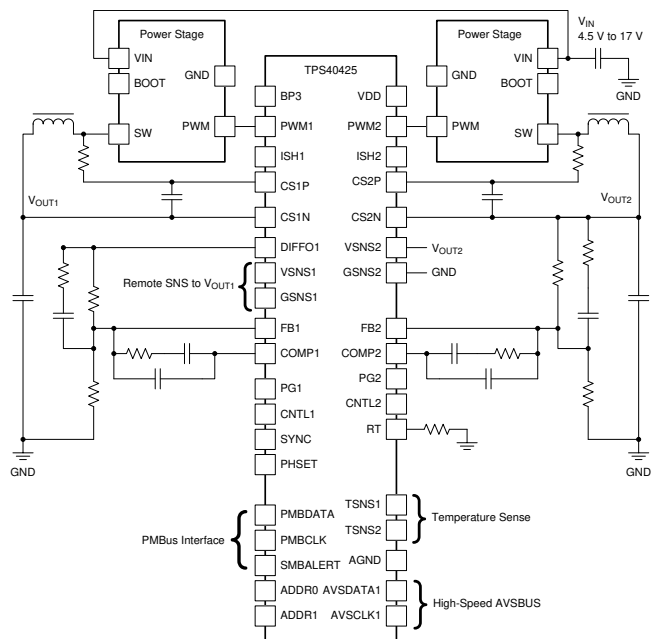 VIN
4.5 V to 17 V
Power Stage
Power Stage
VIN
GND
BOOT
SW
PWM
TPS40425
GND
VIN
BOOT
PWM
SW
GND
BP3
VDD
PWM1
PWM2
ISH1
ISH2
CS1P
CS2P
VOUT1
VOUT2
CS1N
CS2N
DIFFO1
VSNS2
VOUT2
Remote SNS to VOUT1
VSNS1
GSNS2
GND
GSNS1
FB1
FB2
COMP1
COMP2
PG1
PG2
CNTL1
CNTL2
SYNC
RT
GND
PHSET
GND
PMBus Interface
PMBDATA
PMBCLK
SMBALERT
TSNS1
TSNS2
Temperature Sense
AGND
ADDR0
AVSDATA1
ADDR1
AVSCLK1
High-Speed AVSBUS